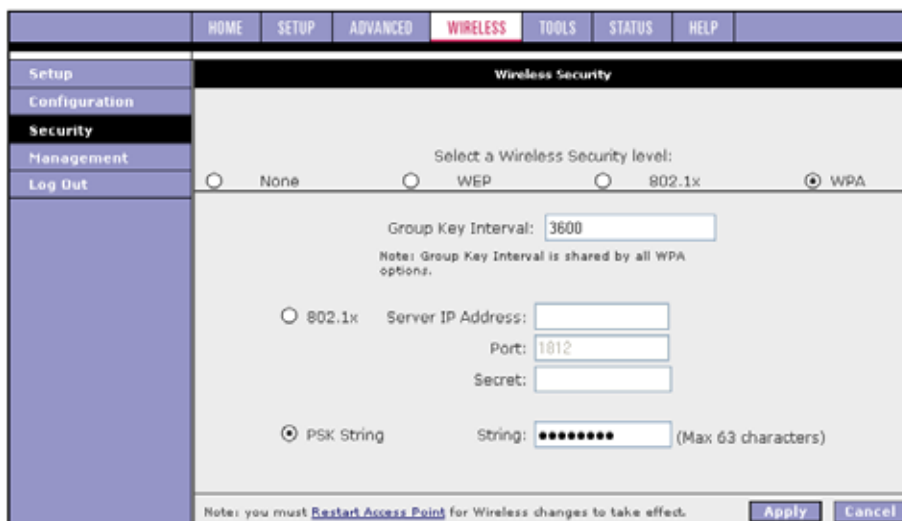 HOME SETUP ADVANCED WIRELESS TOOLS STATUS HELP
Setup
Configuration
Security
Management
Log Out
Wireless Security
Select a Wireless Security level:
None WEP 802.1x WPA
Group Key Interval: 3600
Note: Group Key Interval is shared by all WPA
options.
802.1x Server IP Address:
Port: 1812
Secret:
PSK String String: ●●●●●●●● (Max 63 characters)
Note: you must Restart Access Point for Wireless changes to take effect. Apply Cancel